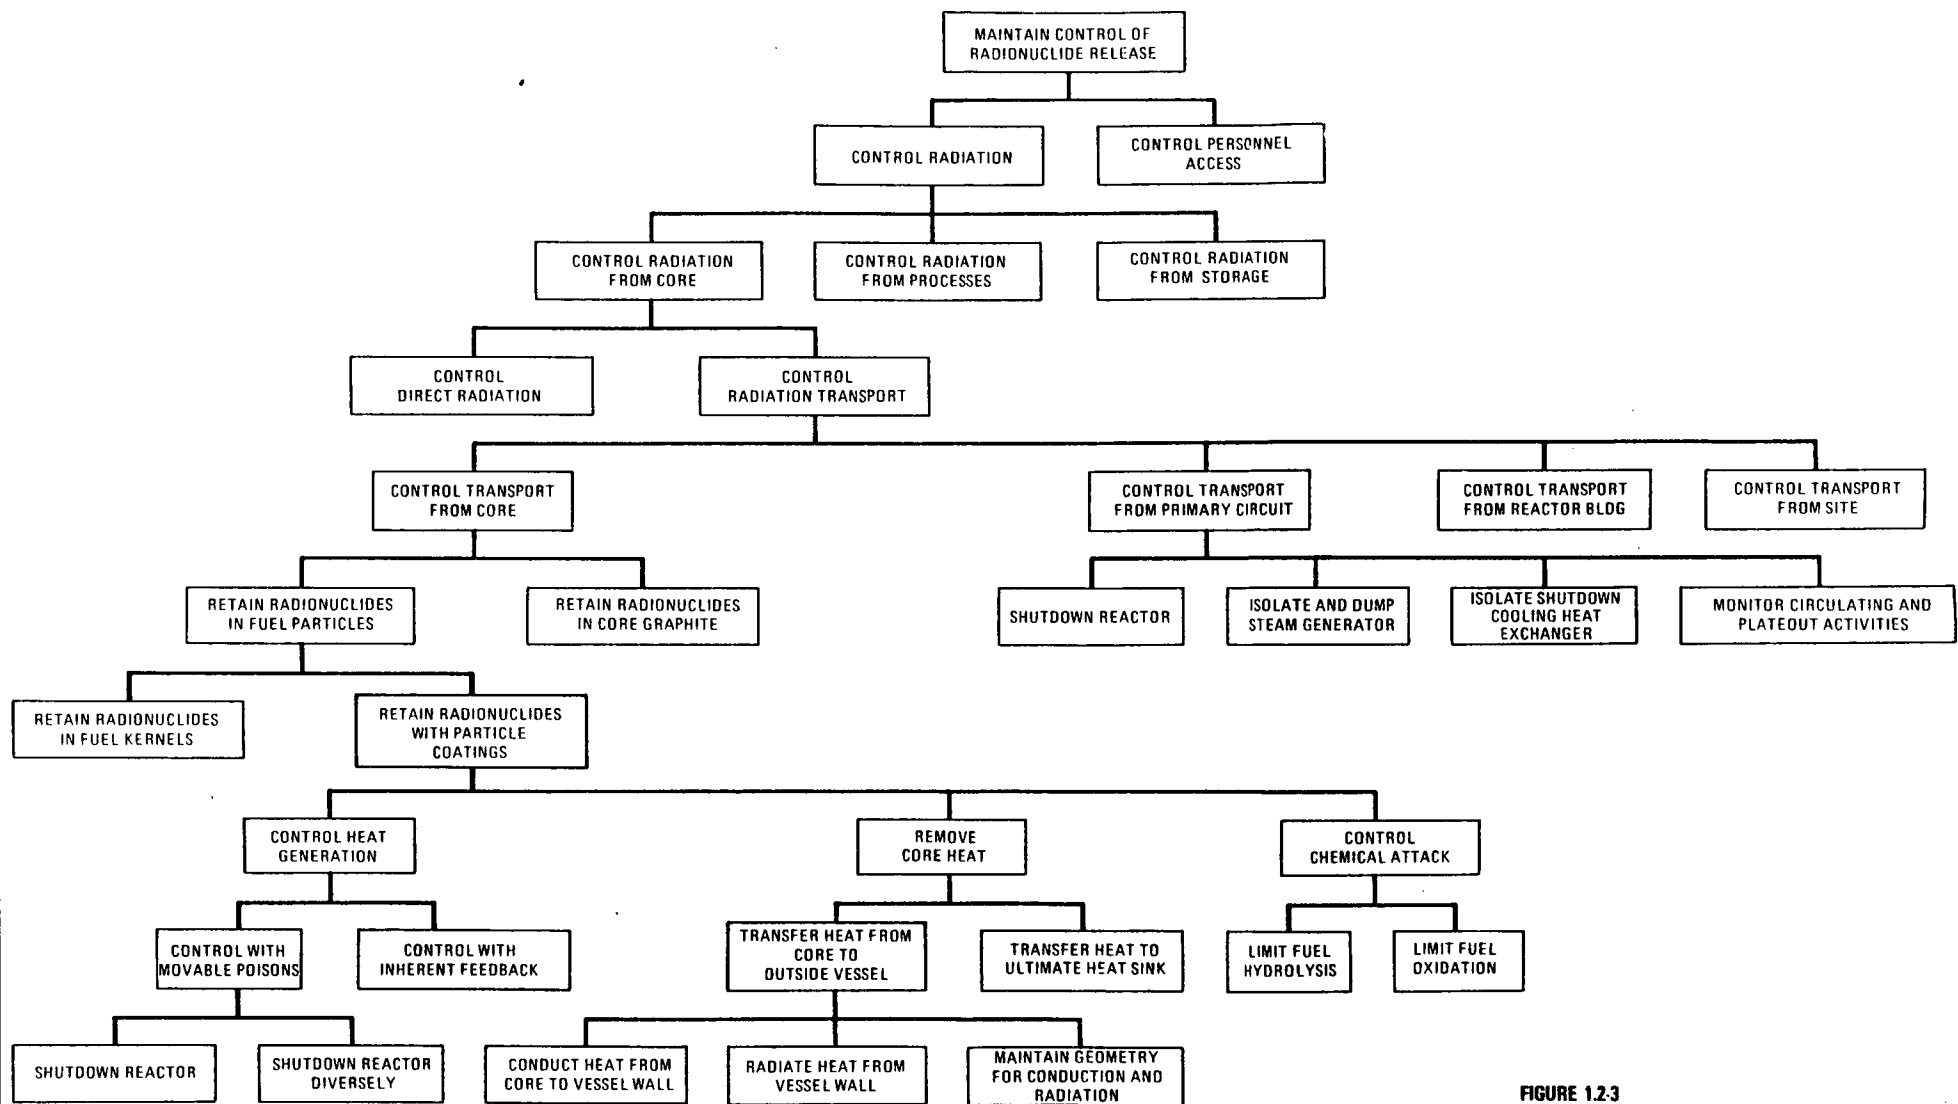 MAINTAIN CONTROL OF
RADIONUCLIDE RELEASE
CONTROL RADIATION
CONTROL PERSONNEL
ACCESS
CONTROL RADIATION
FROM CORE
CONTROL RADIATION
FROM PROCESSES
CONTROL RADIATION
FROM STORAGE
CONTROL
DIRECT RADIATION
CONTROL
RADIATION TRANSPORT
CONTROL TRANSPORT
FROM CORE
CONTROL TRANSPORT
FROM PRIMARY CIRCUIT
CONTROL TRANSPORT
FROM REACTOR BLDG
CONTROL TRANSPORT
FROM SITE
RETAIN RADIONUCLIDES
IN FUEL PARTICLES
RETAIN RADIONUCLIDES
IN CORE GRAPHITE
SHUTDOWN REACTOR
ISOLATE AND DUMP
STEAM GENERATOR
ISOLATE SHUTDOWN
COOLING HEAT
EXCHANGER
MONITOR CIRCULATING AND
PLATEOUT ACTIVITIES
RETAIN RADIONUCLIDES
IN FUEL KERNELS
RETAIN RADIONUCLIDES
WITH PARTICLE
COATINGS
CONTROL HEAT
GENERATION
REMOVE
CORE HEAT
CONTROL
CHEMICAL ATTACK
CONTROL WITH
MOVABLE POISONS
CONTROL WITH
INHERENT FEEDBACK
TRANSFER HEAT FROM
CORE TO
OUTSIDE VESSEL
TRANSFER HEAT TO
ULTIMATE HEAT SINK
LIMIT FUEL
HYDROLYSIS
LIMIT FUEL
OXIDATION
SHUTDOWN REACTOR
SHUTDOWN REACTOR
DIVERSELY
CONDUCT HEAT FROM
CORE TO VESSEL WALL
RADIATE HEAT FROM
VESSEL WALL
MAINTAIN GEOMETRY
FOR CONDUCTION AND
RADIATION
FIGURE 1.2-3